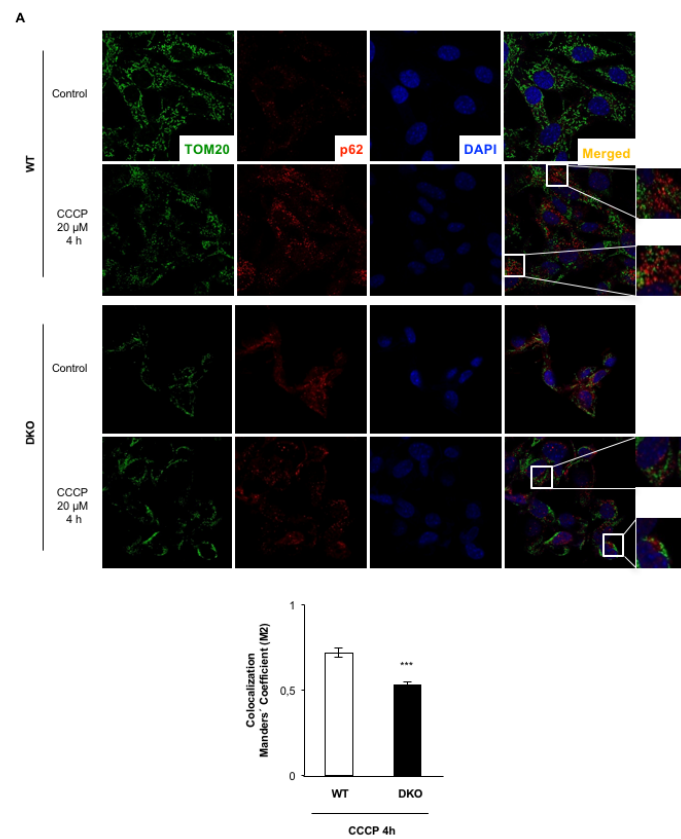 A
WT
Control
TOM20
p62
DAPI
Merged
CCCP
20 µM
4 h
DKO
Control
CCCP
20 µM
4 h
Colocalization
Manders´ Coefficient (M2)
1
0,5
0
***
WT
DKO
CCCP 4h